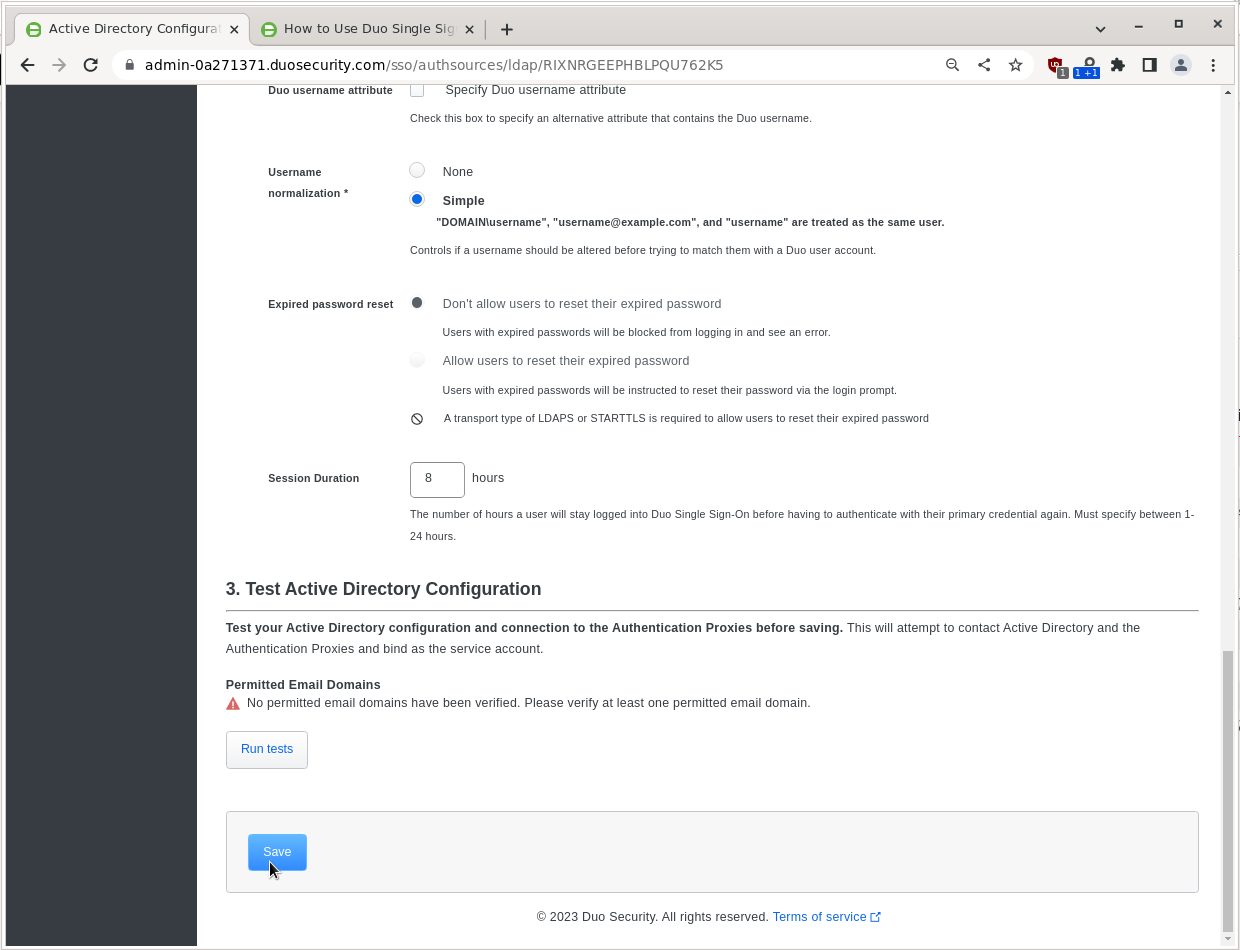 Active Directory Configurat
How to Use Duo Single Sig
admin-0a271371.duosecurity.com/sso/authsources/ldap/RIXNRGEEPHBLPQU762K5
1
1 +1
Duo username attribute
Specify Duo username attribute
Check this box to specify an alternative attribute that contains the Duo username.
Username
normalization *
None
Simple
"DOMAIN\username", "username@example.com", and "username" are treated as the same user.
Controls if a username should be altered before trying to match them with a Duo user account.
Expired password reset
Don't allow users to reset their expired password
Users with expired passwords will be blocked from logging in and see an error.
Allow users to reset their expired password
Users with expired passwords will be instructed to reset their password via the login prompt.
A transport type of LDAPS or STARTTLS is required to allow users to reset their expired password
Session Duration
8 hours
The number of hours a user will stay logged into Duo Single Sign-On before having to authenticate with their primary credential again. Must specify between 1-
24 hours.
3. Test Active Directory Configuration
Test your Active Directory configuration and connection to the Authentication Proxies before saving. This will attempt to contact Active Directory and the
Authentication Proxies and bind as the service account.
Permitted Email Domains
No permitted email domains have been verified. Please verify at least one permitted email domain.
Run tests
Save
© 2023 Duo Security. All rights reserved. Terms of service